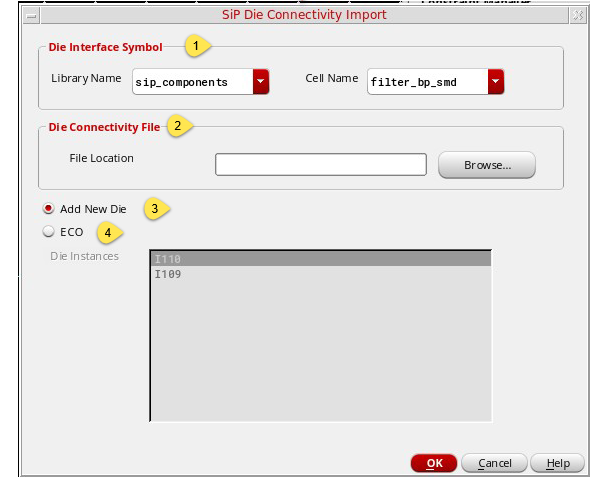 SiP Die Connectivity Import
Die Interface Symbol 1
Library Name sip_components Cell Name filter_bp_smd
Die Connectivity File 2
File Location Browse...
Add New Die 3
ECO 4
Die Instances I110
I109
OK Cancel Help